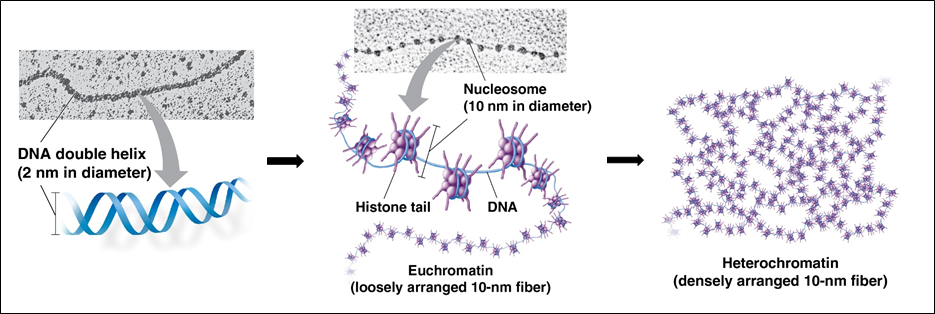 DNA double helix
(2 nm in diameter)
Nucleosome
(10 nm in diameter)
Histone tail
DNA
Euchromatin
(loosely arranged 10-nm fiber)
Heterochromatin
(densely arranged 10-nm fiber)